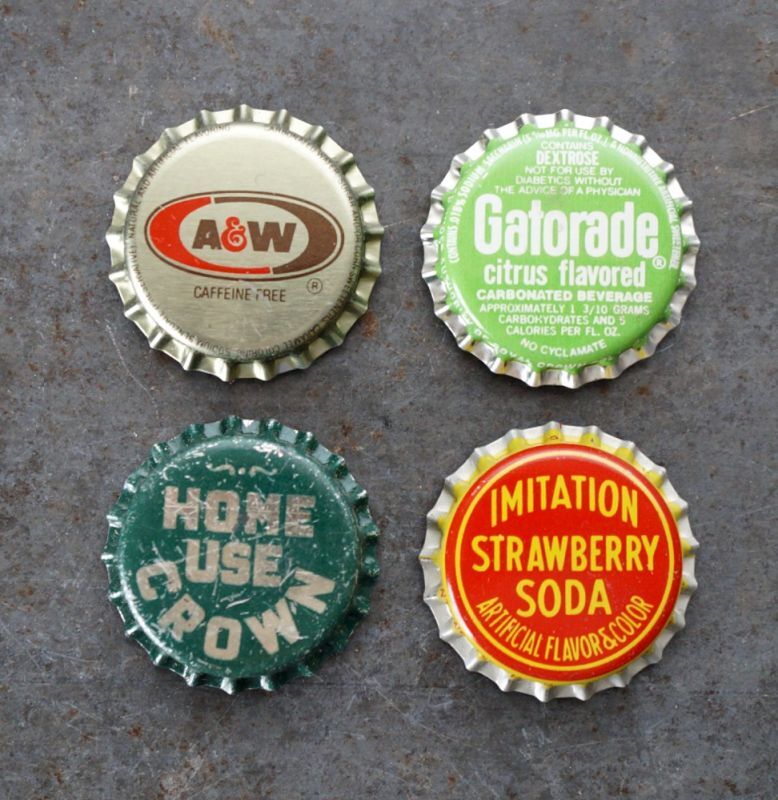 A&W
CAFFEINE FREE
®
CONTAINS
DEXTROSE
NOT FOR USE BY
DIABETICS WITHOUT
THE ADVICE OF A PHYSICIAN
Gatorade®
citrus flavored
CARBONATED BEVERAGE
APPROXIMATELY 1 3/10 GRAMS
CARBOHYDRATES AND 5
CALORIES PER FL. OZ.
NO CYCLAMATE
HOME
USE
CROWN
IMITATION
STRAWBERRY
SODA
ARTIFICIAL FLAVOR & COLOR